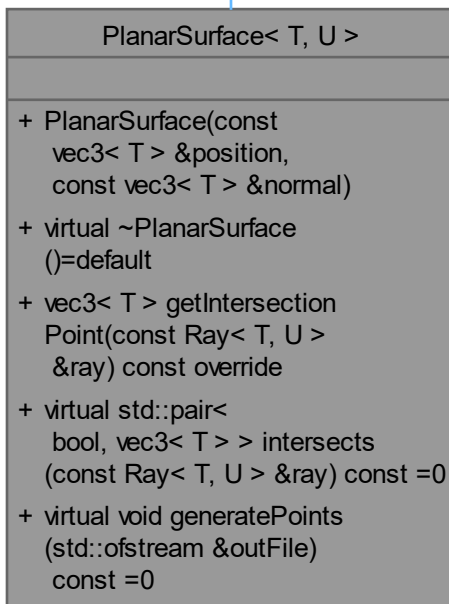 PlanarSurface< T, U >
+ PlanarSurface(const
vec3< T > &position,
const vec3< T > &normal)
+ virtual ~PlanarSurface
()=default
+ vec3< T > getIntersection
Point(const Ray< T, U >
&ray) const override
+ virtual std::pair<
bool, vec3< T > > intersects
(const Ray< T, U > &ray) const =0
+ virtual void generatePoints
(std::ofstream &outFile)
const =0